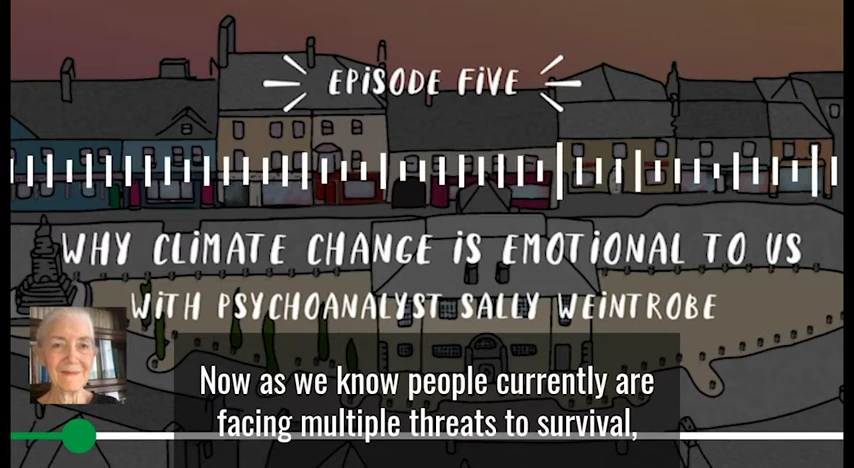 EPiSODE FiVE
WHY CLiMATE CHANGE iS EMOTiONAL TO US
WiTH PSYCHOANALYST SALLY WEiNTROBE
Now as we know people currently are
facing multiple threats to survival,